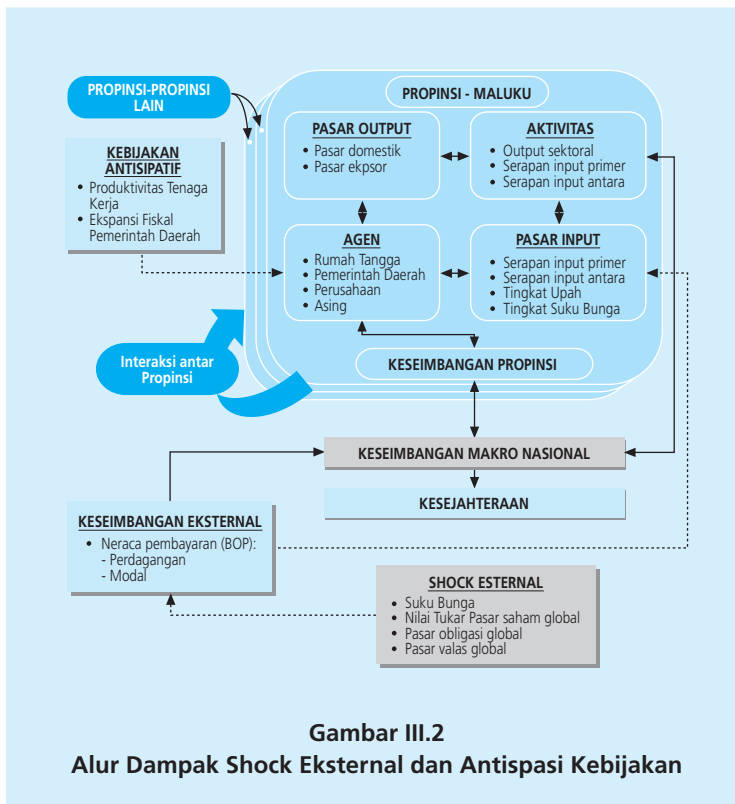 PROPINSI-PROPINSI
LAIN
PROPINSI - MALUKU
PASAR OUTPUT
• Pasar domestik
• Pasar ekpsor
AKTIVITAS
• Output sektoral
• Serapan input primer
• Serapan input antara
KEBIJAKAN
ANTISIPATIF
• Produktivitas Tenaga
Kerja
• Ekspansi Fiskal
Pemerintah Daerah
AGEN
• Rumah Tangga
• Pemerintah Daerah
• Perusahaan
• Asing
PASAR INPUT
• Serapan input primer
• Serapan input antara
• Tingkat Upah
• Tingkat Suku Bunga
Interaksi antar
Propinsi
KESEIMBANGAN PROPINSI
KESEIMBANGAN MAKRO NASIONAL
KESEJAHTERAAN
KESEIMBANGAN EKSTERNAL
• Neraca pembayaran (BOP):
- Perdagangan
- Modal
SHOCK ESTERNAL
• Suku Bunga
• Nilai Tukar Pasar saham global
• Pasar obligasi global
• Pasar valas global
Gambar III.2
Alur Dampak Shock Eksternal dan Antispasi Kebijakan